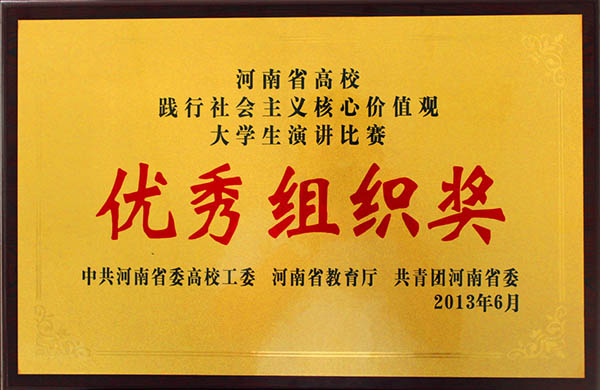 河南省高校
践行社会主义核心价值观
大学生演讲比赛
优秀组织奖
中共河南省委高校工委 河南省教育厅 共青团河南省委
2013年6月